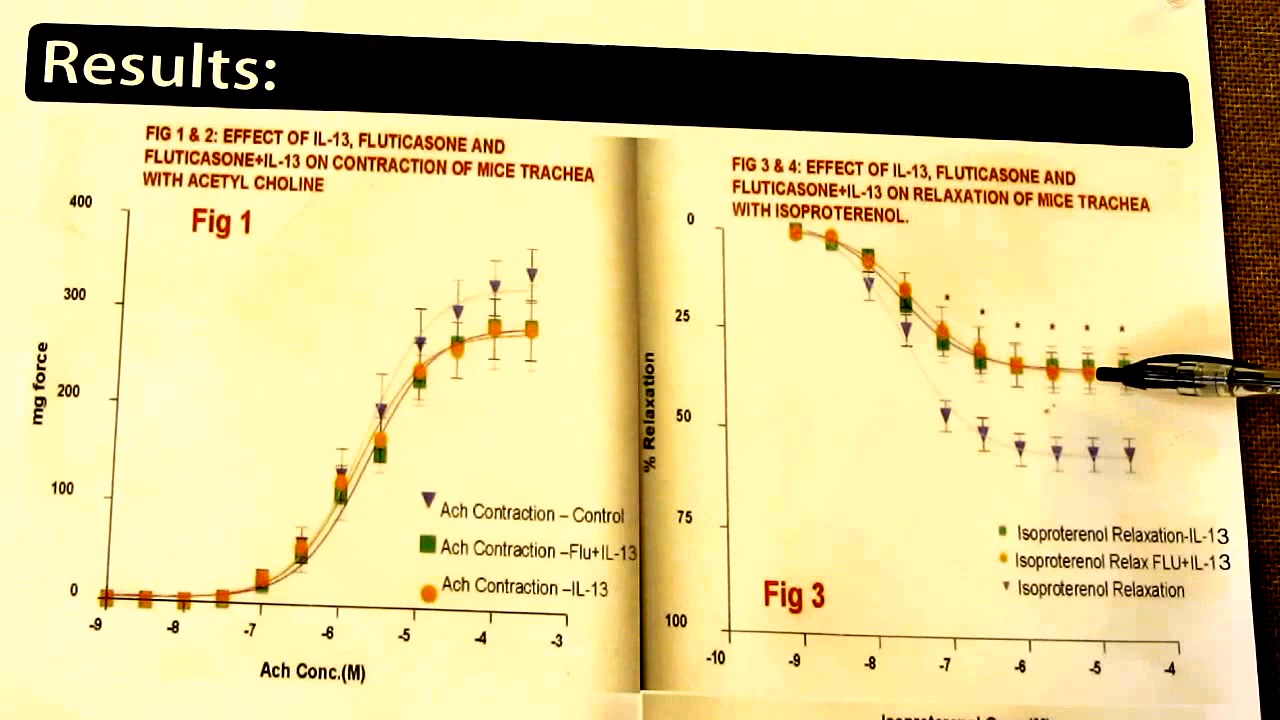 Results:
FIG 1 & 2: EFFECT OF IL-13, FLUTICASONE AND
FLUTICASONE+IL-13 ON CONTRACTION OF MICE TRACHEA
WITH ACETYL CHOLINE
Fig 1
400
300
200
100
0
mg force
-9
-8
-7
-6
-5
-4
-3
Ach Conc.(M)
Ach Contraction – Control
Ach Contraction –Flu+IL-13
Ach Contraction –IL-13
FIG 3 & 4: EFFECT OF IL-13, FLUTICASONE AND
FLUTICASONE+IL-13 ON RELAXATION OF MICE TRACHEA
WITH ISOPROTERENOL.
0
25
50
75
100
% Relaxation
Isoproterenol Relaxation-IL-13
Isoproterenol Relax FLU+IL-13
Isoproterenol Relaxation
Fig 3
-10
-9
-8
-7
-6
-5
-4